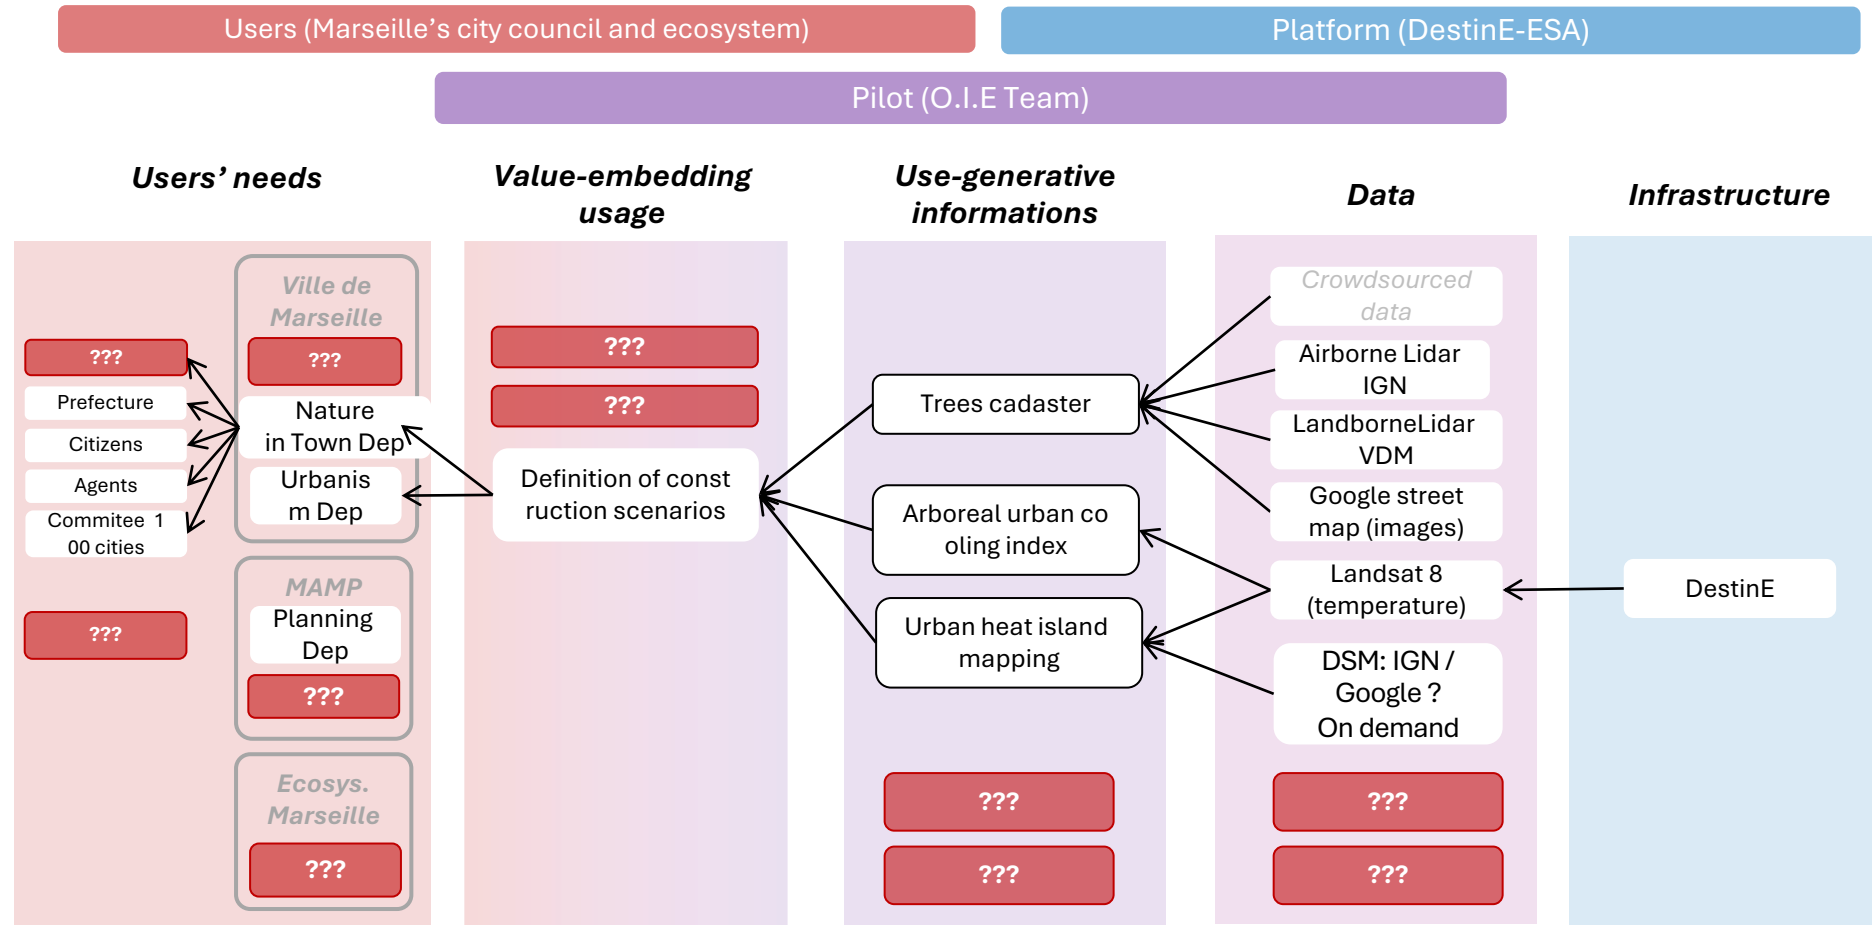 Users (Marseille’s city council and ecosystem)
Platform (DestinE-ESA)
Pilot (O.I.E Team)
Users’ needs
Value-embedding
usage
Use-generative
informations
Data
Infrastructure
???
Prefecture
Citizens
Agents
Commitee 1
00 cities
???
Ville de
Marseille
???
Nature
in Town Dep
Urbanis
m Dep
MAMP
Planning
Dep
???
Ecosys.
Marseille
???
???
???
Definition of const
ruction scenarios
Trees cadaster
Arboreal urban co
oling index
Urban heat island
mapping
???
???
Crowdsourced
data
Airborne Lidar
IGN
LandborneLidar
VDM
Google street
map (images)
Landsat 8
(temperature)
DSM: IGN /
Google ?
On demand
???
???
DestinE